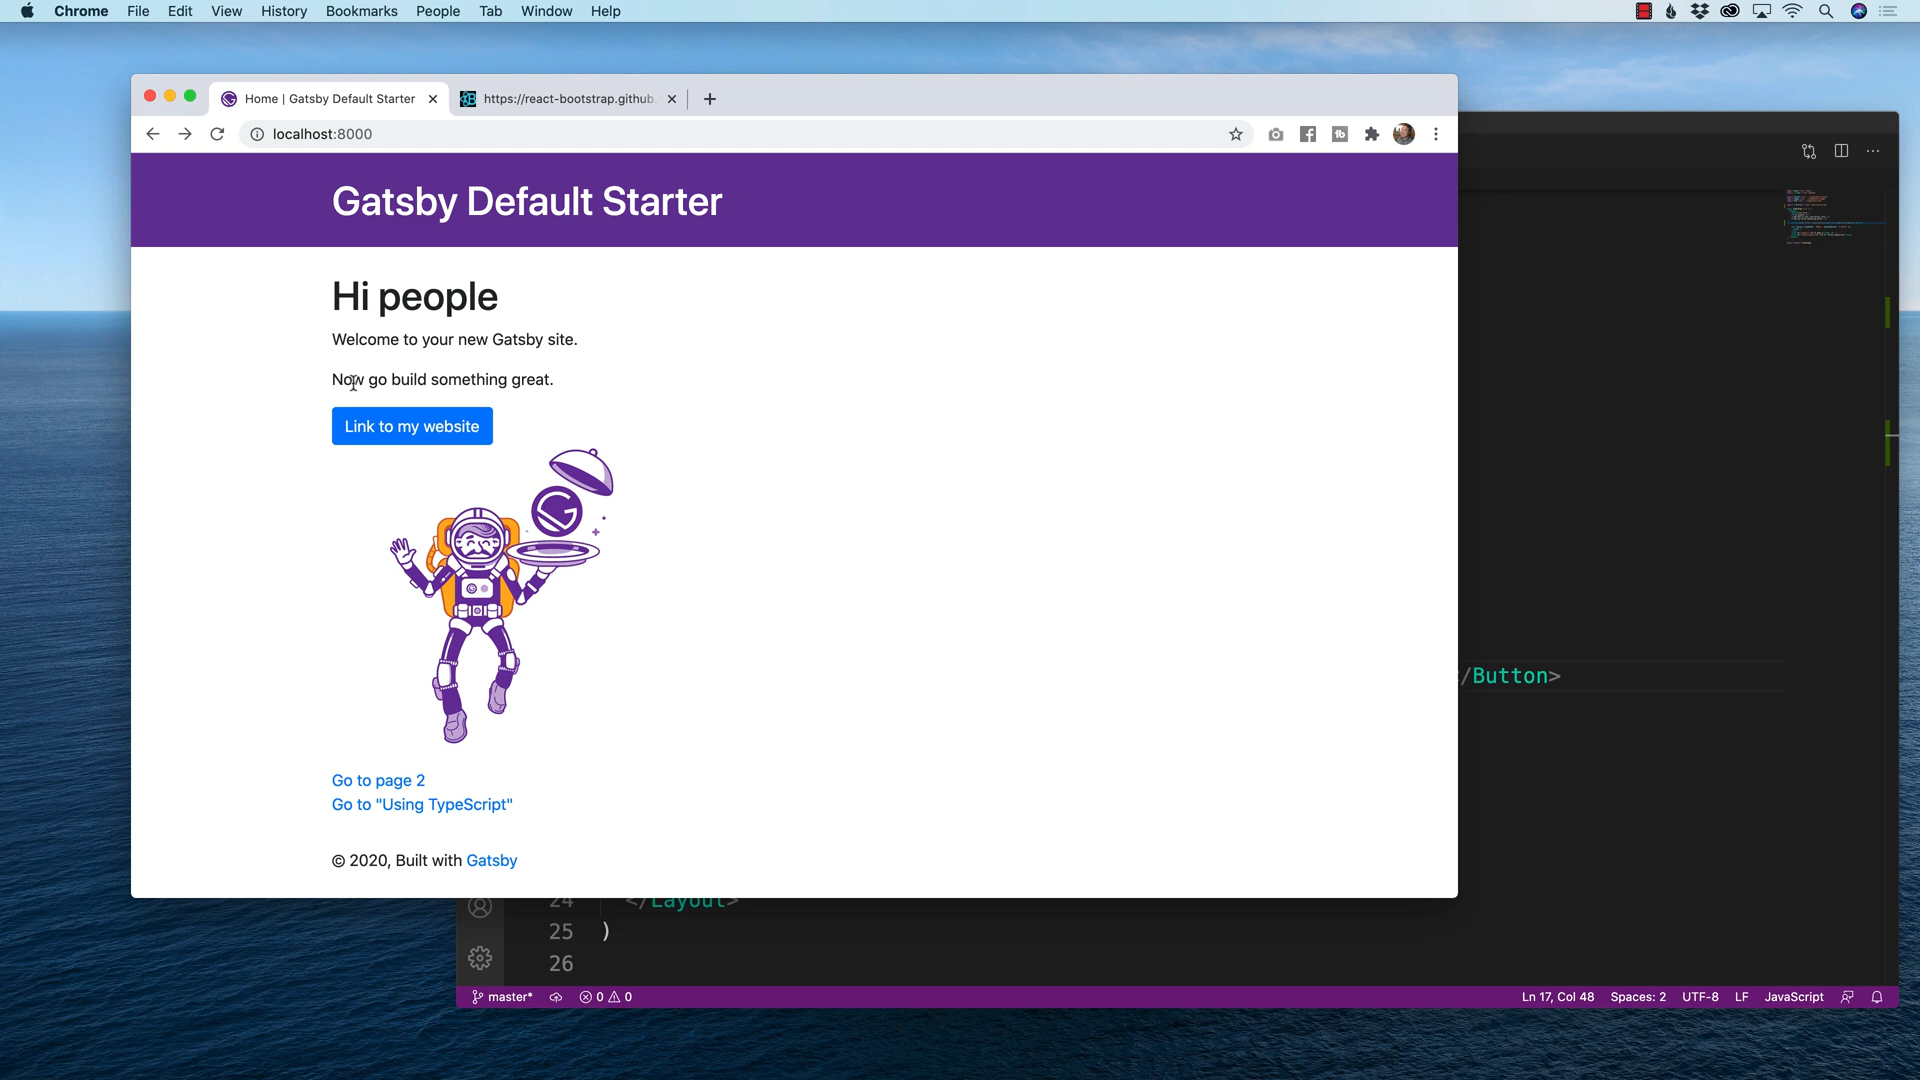 Chrome File Edit View History Bookmarks People Tab Window Help
Home | Gatsby Default Starter
https://react-bootstrap.github.
localhost:8000
Gatsby Default Starter
Hi people
Welcome to your new Gatsby site.
Now go build something great.
Link to my website
</Button>
Go to page 2
Go to "Using TypeScript"
© 2020, Built with Gatsby
24 </Layout>
25 )
26
master* 0 0 Ln 17, Col 48 Spaces: 2 UTF-8 LF JavaScript